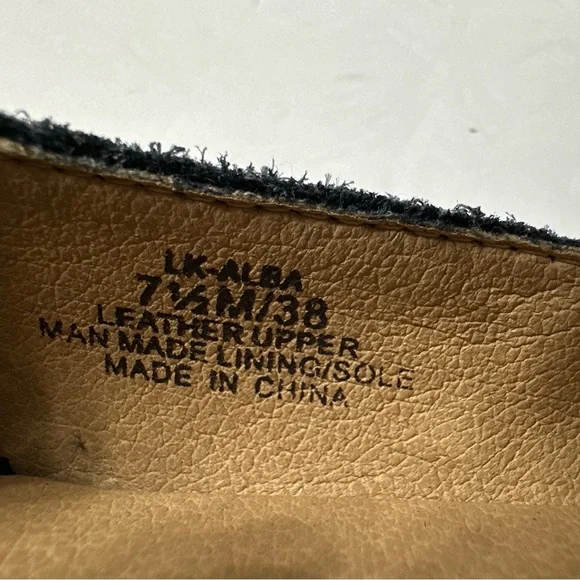 LK-ALBA
7½M/38
LEATHER UPPER
MAN MADE LINING/SOLE
MADE IN CHINA